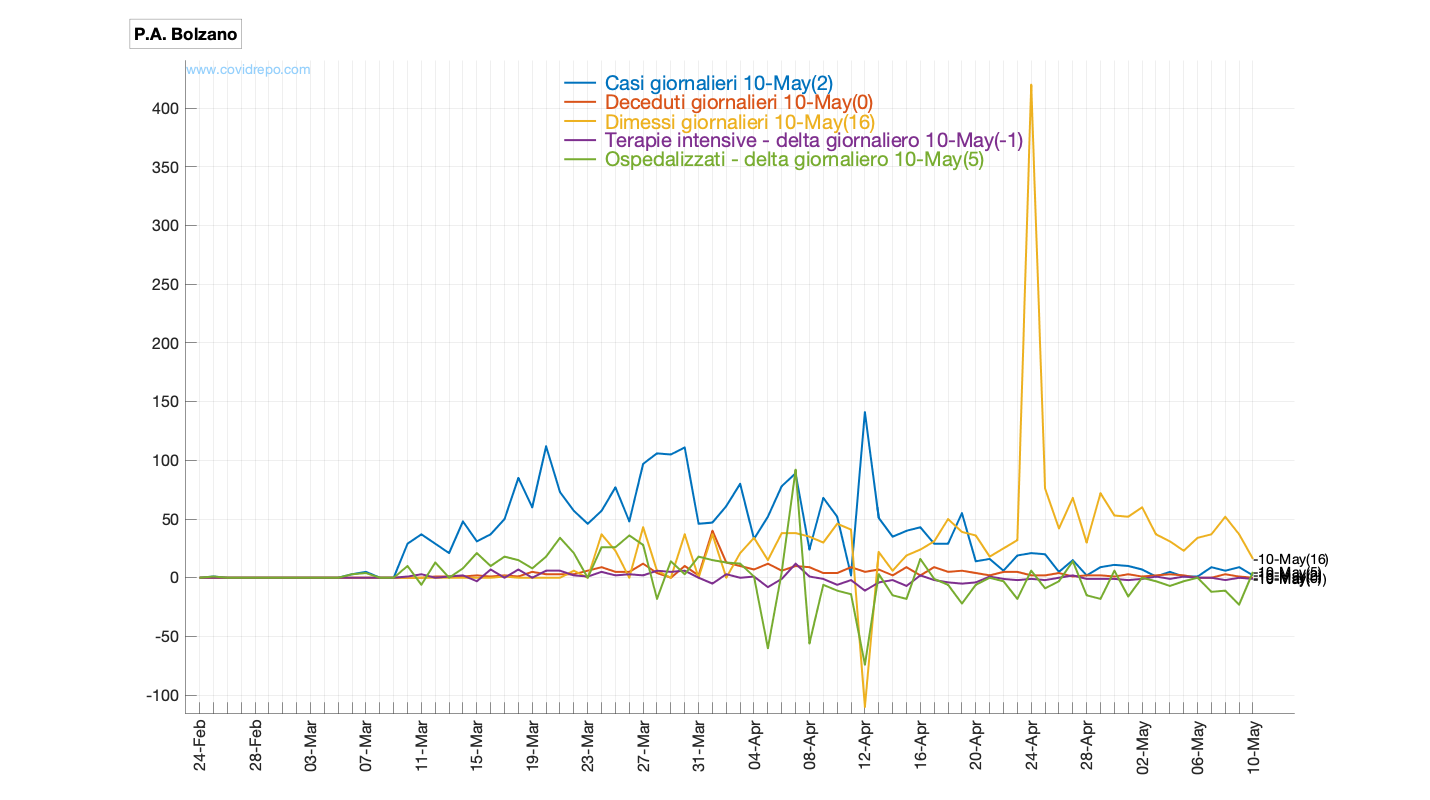 P.A. Bolzano
www.covidrepo.com
Casi giornalieri 10-May(2)
Deceduti giornalieri 10-May(0)
Dimessi giornalieri 10-May(16)
Terapie intensive - delta giornaliero 10-May(-1)
Ospedalizzati - delta giornaliero 10-May(5)
400
350
300
250
200
150
100
50
0
-50
-100
10-May(16)
10-May(5)
24-Feb
28-Feb
03-Mar
07-Mar
11-Mar
15-Mar
19-Mar
23-Mar
27-Mar
31-Mar
04-Apr
08-Apr
12-Apr
16-Apr
20-Apr
24-Apr
28-Apr
02-May
06-May
10-May